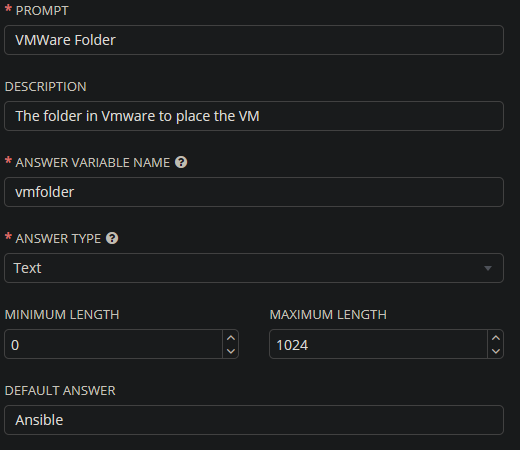 * PROMPT
VMWare Folder
DESCRIPTION
The folder in Vmware to place the VM
* ANSWER VARIABLE NAME ?
vmfolder
* ANSWER TYPE ?
Text
MINIMUM LENGTH MAXIMUM LENGTH
0 1024
DEFAULT ANSWER
Ansible